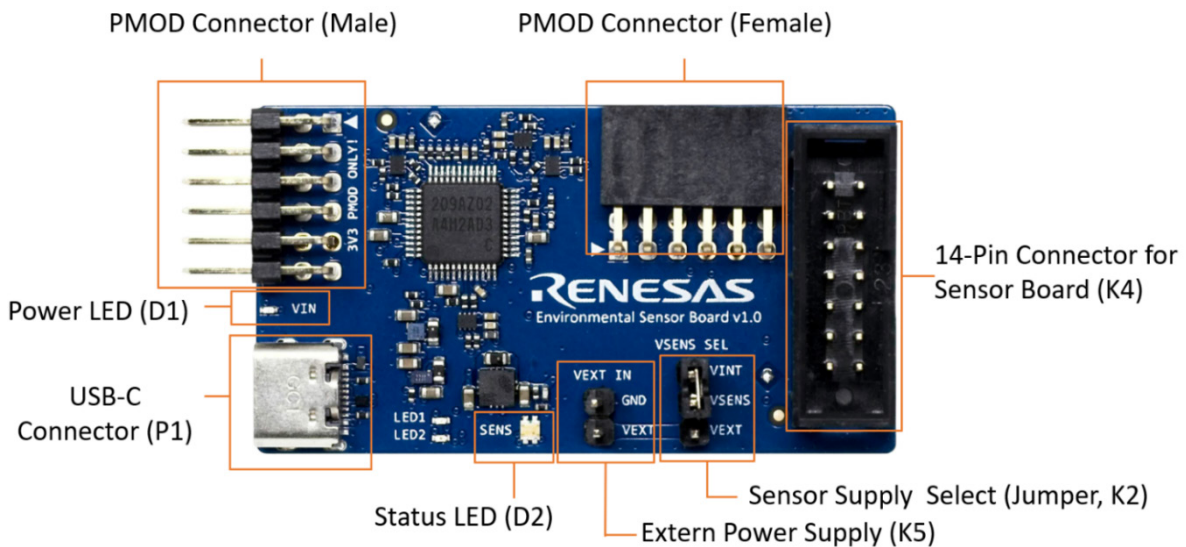 PMOD Connector (Male)
PMOD Connector (Female)
3V3 PMOD ONLY!
209AZ02
R4M2AD3
C
14-Pin Connector for
Sensor Board (K4)
RENESAS
Environmental Sensor Board v1.0
Power LED (D1)
VIN
VSENS SEL
VINT
VEXT IN
GND
VSENS
VEXT
VEXT
USB-C
Connector (P1)
LED1
LED2
SENS
Status LED (D2)
Sensor Supply Select (Jumper, K2)
Extern Power Supply (K5)